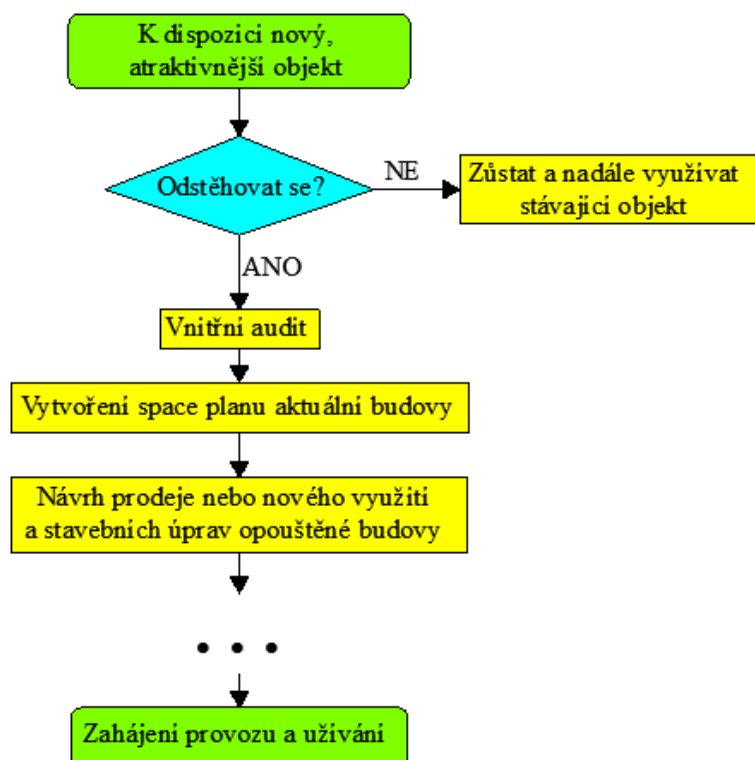 K dispozici nový,
atraktivnější objekt
Odstěhovat se?
NE
Zůstat a nadále využívat
stávající objekt
ANO
Vnitřní audit
Vytvoření space planu aktuální budovy
Návrh prodeje nebo nového využití
a stavebních úprav opouštěné budovy
• • •
Zahájení provozu a užívání